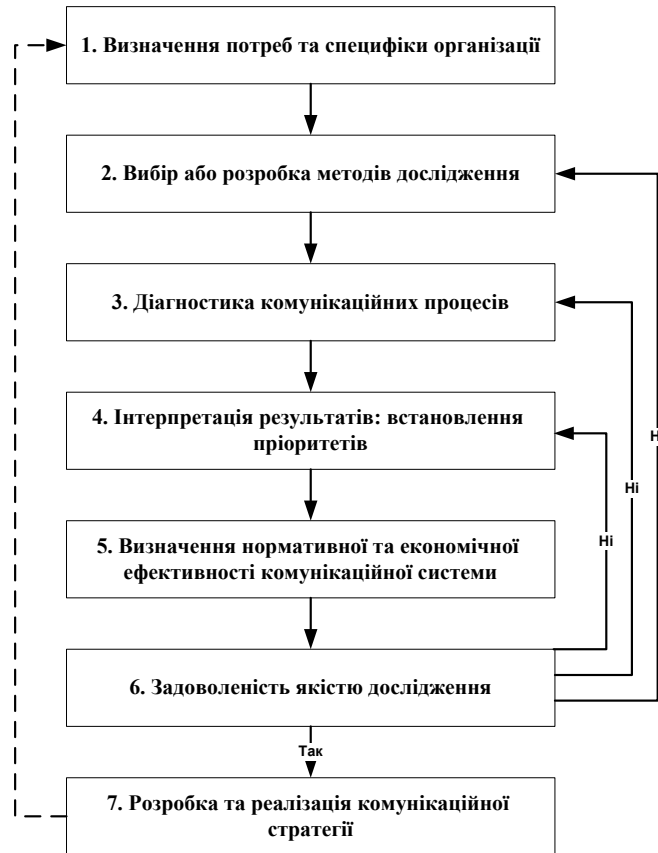 1. Визначення потреб та специфіки організації
2. Вибір або розробка методів дослідження
3. Діагностика комунікаційних процесів
4. Інтерпретація результатів: встановлення
пріоритетів
Ні
5. Визначення нормативної та економічної
ефективності комунікаційної системи
Ні
6. Задоволеність якістю дослідження
Так
7. Розробка та реалізація комунікаційної
стратегії